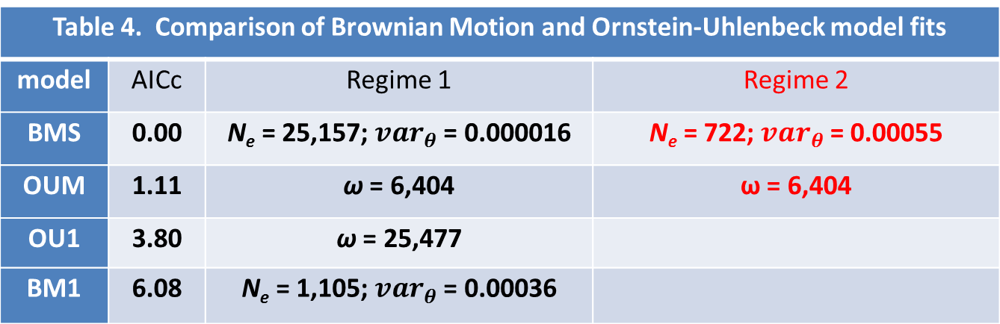 Table 4. Comparison of Brownian Motion and Ornstein-Uhlenbeck model fits
model AICc Regime 1 Regime 2
BMS 0.00 Ne = 25,157; varθ = 0.000016 Ne = 722; varθ = 0.00055
OUM 1.11 ω = 6,404 ω = 6,404
OU1 3.80 ω = 25,477
BM1 6.08 Ne = 1,105; varθ = 0.00036